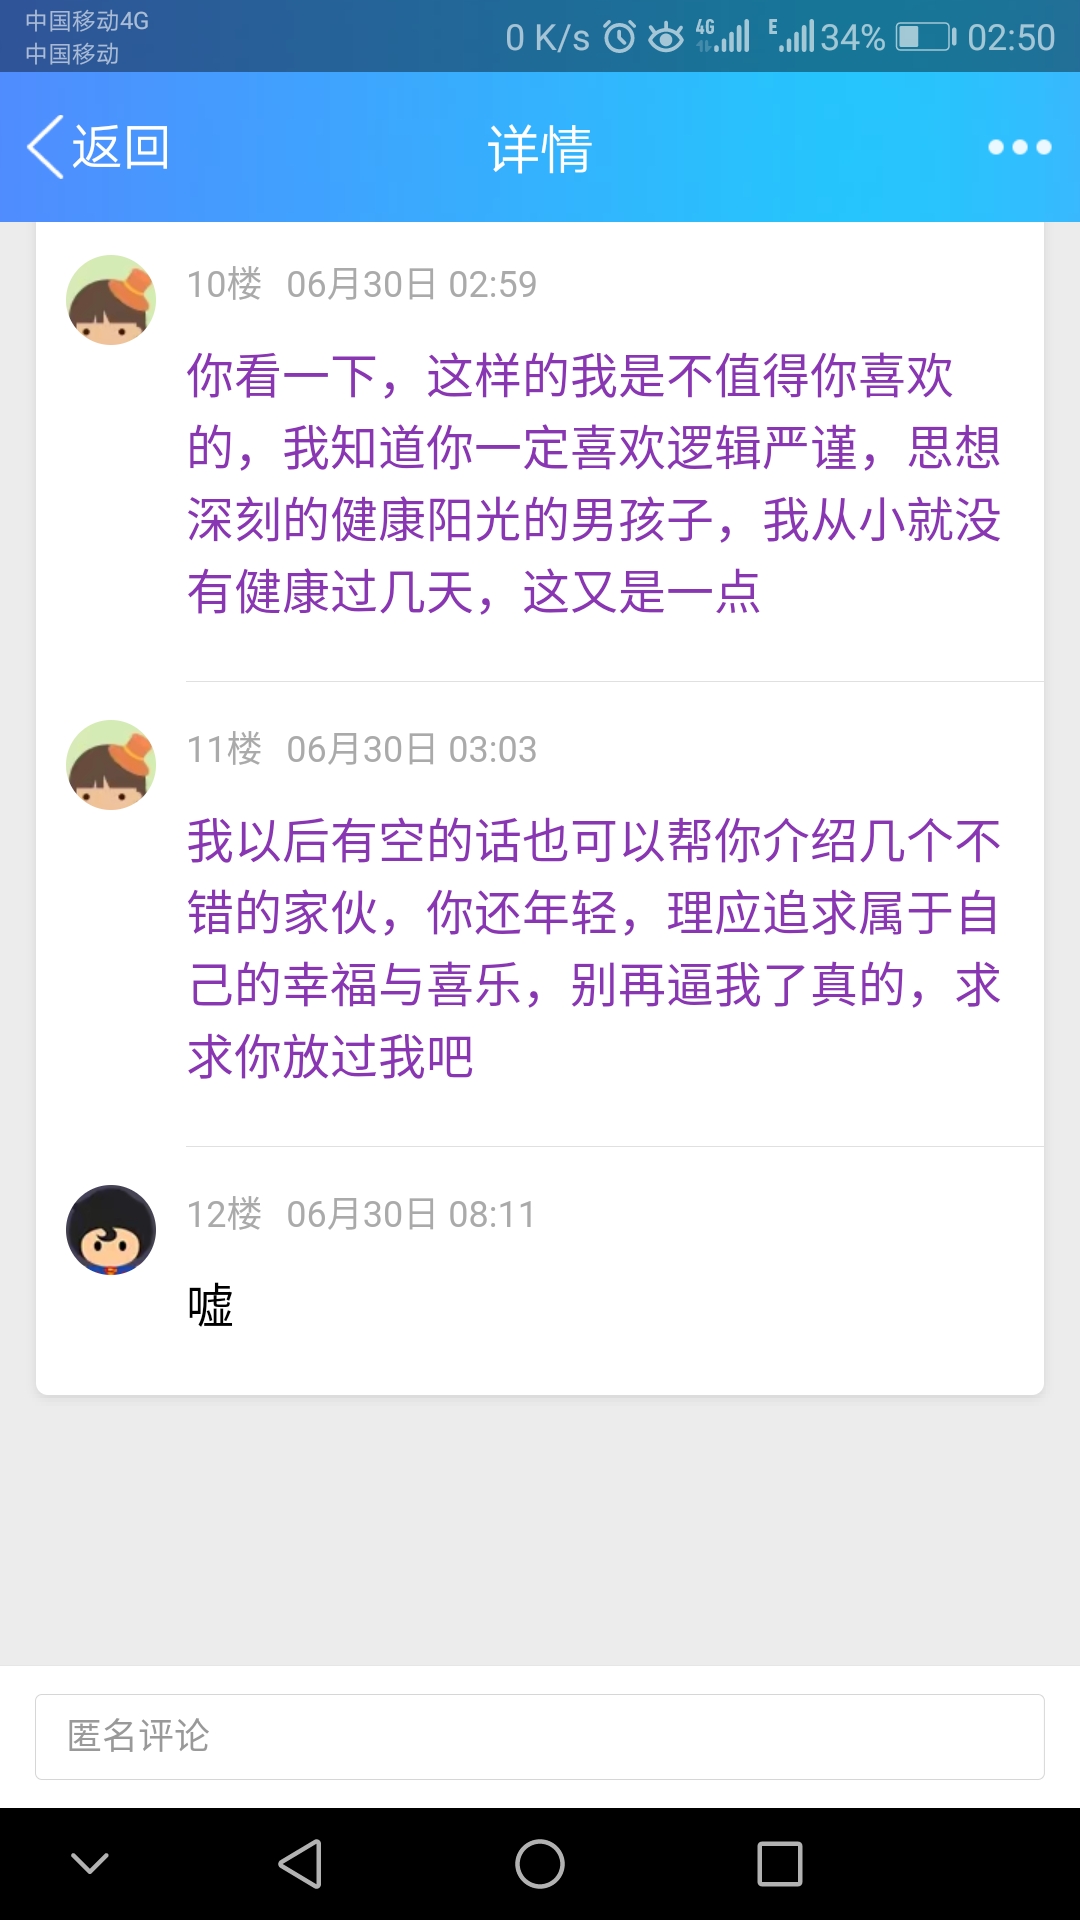 中国移动4G
中国移动
0 K/s 4G E 34% 02:50
返回 详情
10楼 06月30日 02:59
你看一下，这样的我是不值得你喜欢
的，我知道你一定喜欢逻辑严谨，思想
深刻的健康阳光的男孩子，我从小就没
有健康过几天，这又是一点
11楼 06月30日 03:03
我以后有空的话也可以帮你介绍几个不
错的家伙，你还年轻，理应追求属于自
己的幸福与喜乐，别再逼我了真的，求
求你放过我吧
12楼 06月30日 08:11
嘘
匿名评论